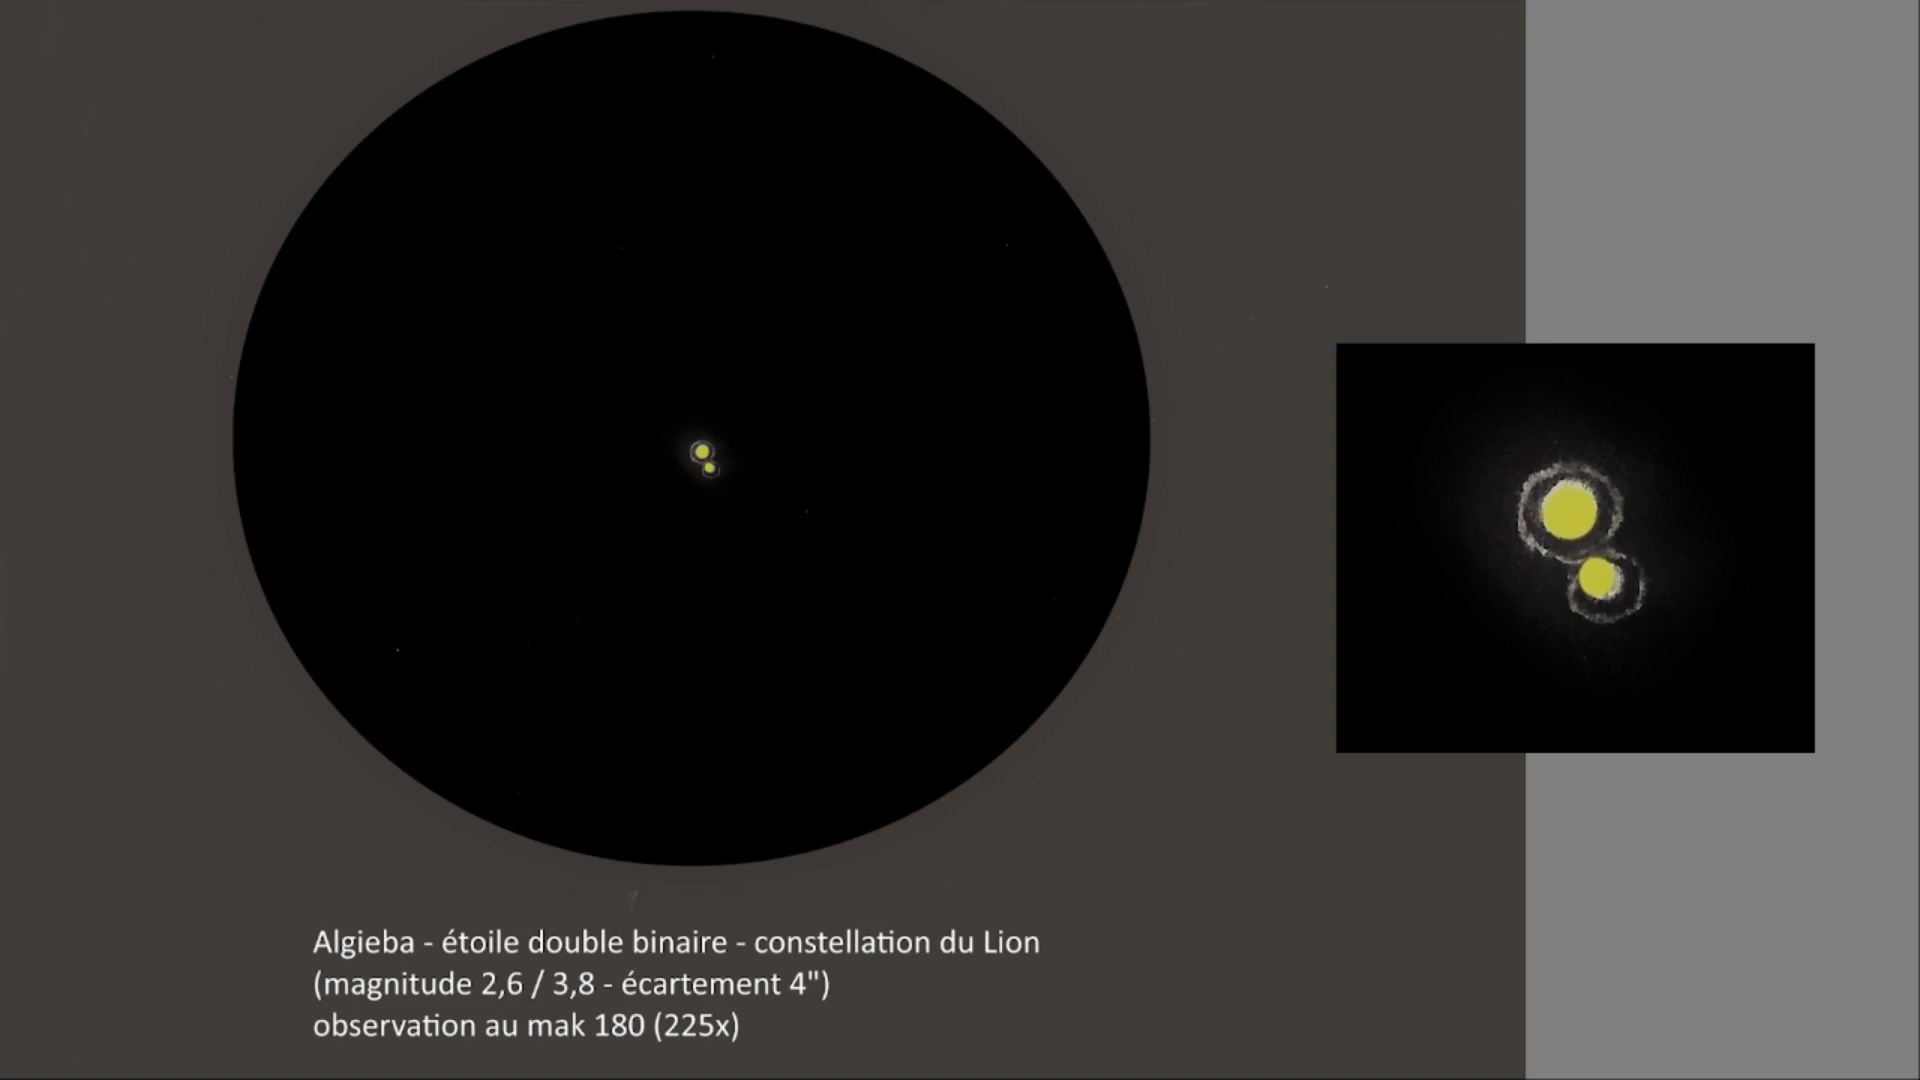 Algieba - étoile double binaire - constellation du Lion
(magnitude 2,6 / 3,8 - écartement 4")
observation au mak 180 (225x)